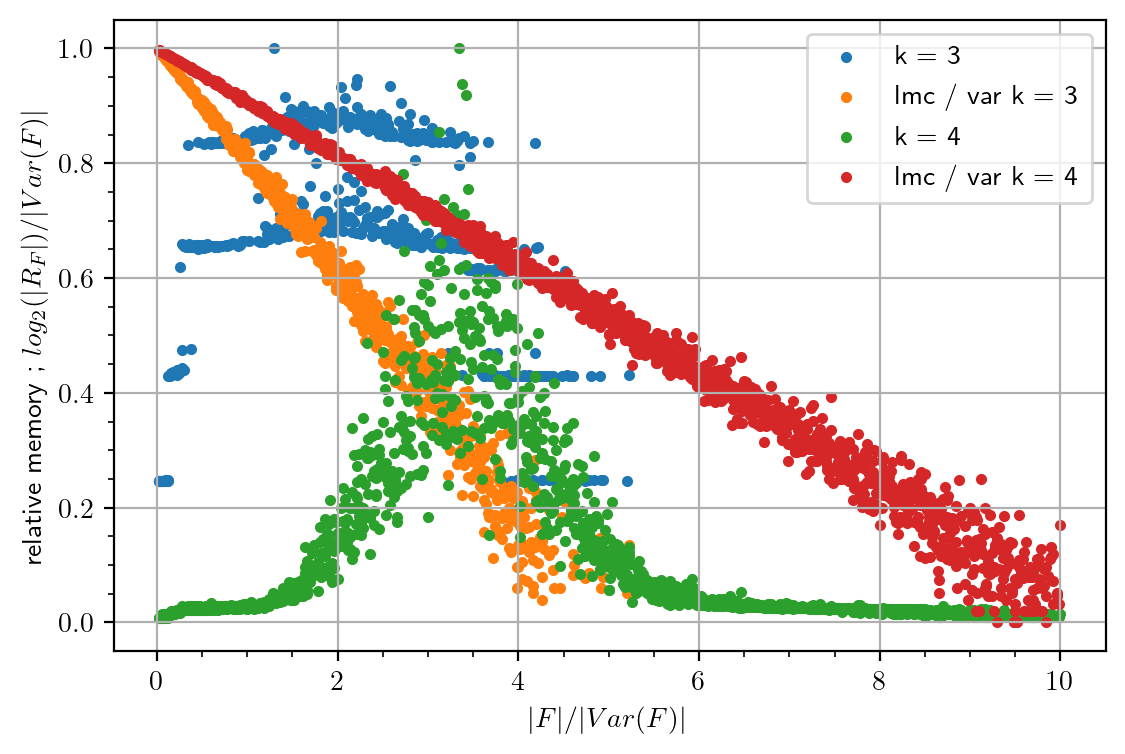 k = 3
lmc / var k = 3
k = 4
lmc / var k = 4
relative memory ; log₂(|R_F|)/|Var(F)|
1.0
0.8
0.6
0.4
0.2
0.0
0 2 4 6 8 10
|F|/|Var(F)|